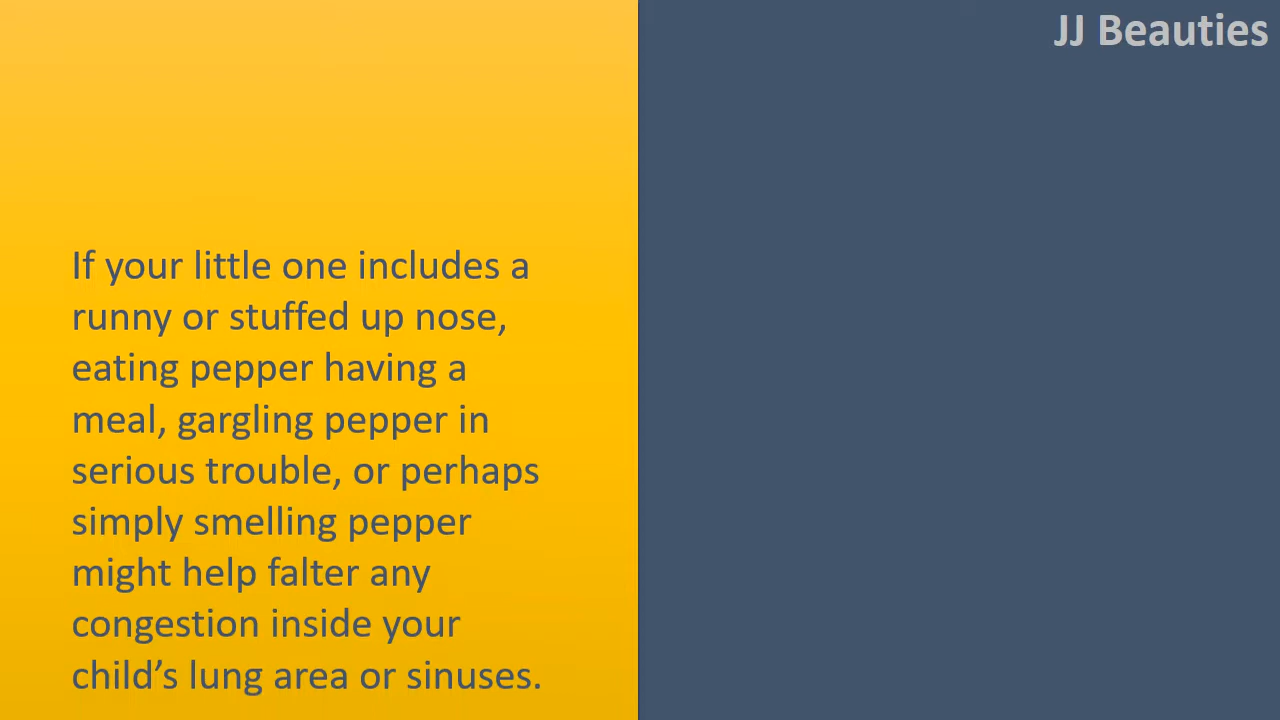 JJ Beauties
If your little one includes a
runny or stuffed up nose,
eating pepper having a
meal, gargling pepper in
serious trouble, or perhaps
simply smelling pepper
might help falter any
congestion inside your
child’s lung area or sinuses.